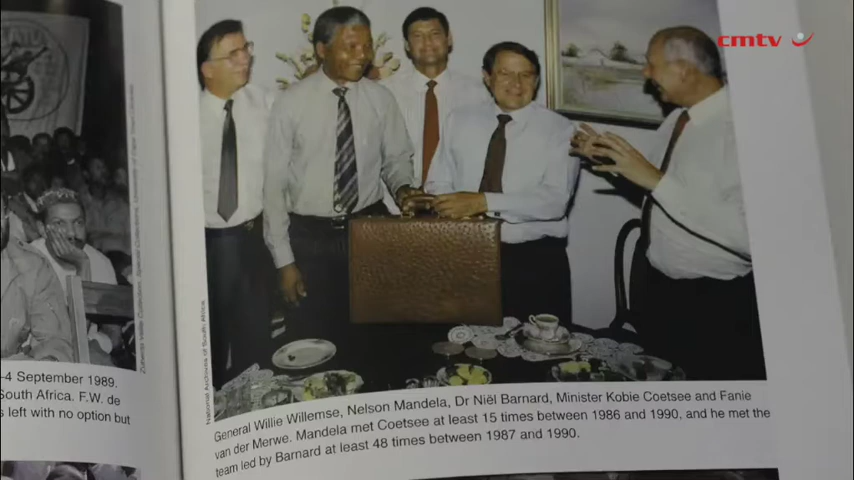 cmtv
-4 September 1989.
South Africa. F.W. de
s left with no option but
National Archives of South Africa
General Willie Willemse, Nelson Mandela, Dr Niël Barnard, Minister Kobie Coetsee and Fanie
van der Merwe. Mandela met Coetsee at least 15 times between 1986 and 1990, and he met the
team led by Barnard at least 48 times between 1987 and 1990.